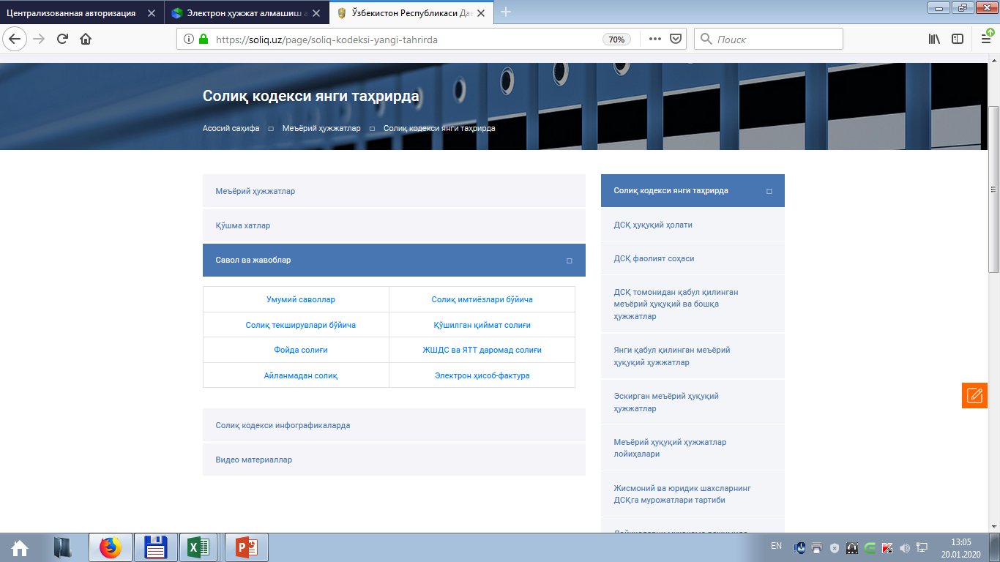 Централизованная авторизация
Электрон ҳужжат алмашиш
Ўзбекистон Республикаси Да
https://soliq.uz/page/soliq-kodeksi-yangi-tahrirda
70%
Поиск
Солиқ кодекси янги таҳрирда
Асосий саҳифа Меъёрий ҳужжатлар Солиқ кодекси янги таҳрирда
Меъёрий ҳужжатлар
Қўшма хатлар
Савол ва жавоблар
Умумий саволлар Солиқ имтиёзлари бўйича
Солиқ текширувлари бўйича Қўшилган қиймат солиғи
Фойда солиғи ЖШДС ва ЯТТ даромад солиғи
Айланмадан солиқ Электрон ҳисоб-фактура
Солиқ кодекси инфографикаларда
Видео материаллар
Солиқ кодекси янги таҳрирда
ДСҚ ҳуқуқий ҳолати
ДСҚ фаолият соҳаси
ДСҚ томонидан қабул қилинган
меъёрий ҳуқуқий ва бошқа
ҳужжатлар
Янги қабул қилинган меъёрий
ҳуқуқий ҳужжатлар
Эскирган меъёрий ҳуқуқий
ҳужжатлар
Меъёрий ҳуқуқий ҳужжатлар
лойиҳалари
Жисмоний ва юридик шахсларнинг
ДСҚга мурожатлари тартиби
EN
13:05
20.01.2020